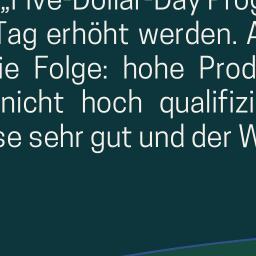 „Five-Dollar-Day Prog
Tag erhöht werden. A
ie Folge: hohe Prod
nicht hoch qualifizi
se sehr gut und der W